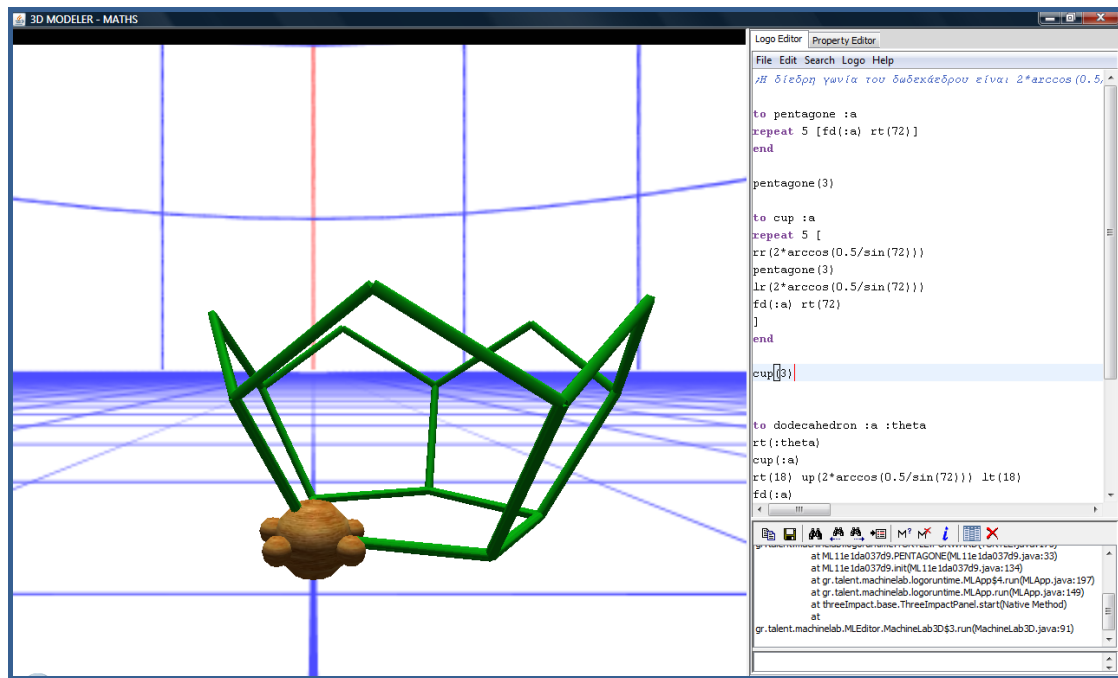 3D MODELER - MATHS
Logo Editor Property Editor
File Edit Search Logo Help
;Η δίεδρη γωνία του δωδεκάεδρου είναι 2*arccos(0.5/
to pentagone :a
repeat 5 [fd(:a) rt(72)]
end
pentagone(3)
to cup :a
repeat 5 [
rr(2*arccos(0.5/sin(72)))
pentagone(3)
lr(2*arccos(0.5/sin(72)))
fd(:a) rt(72)
]
end
cup(3)
to dodecahedron :a :theta
rt(:theta)
cup(:a)
rt(18) up(2*arccos(0.5/sin(72))) lt(18)
fd(:a)
at ML11e1da037d9.PENTAGONE(ML11e1da037d9.java:33)
at ML11e1da037d9.init(ML11e1da037d9.java:134)
at gr.talent.machinelab.logoruntime.MLApp$4.run(MLApp.java:197)
at gr.talent.machinelab.logoruntime.MLApp.run(MLApp.java:149)
at threeImpact.base.ThreeImpactPanel.start(Native Method)
at
gr.talent.machinelab.MLEditor.MachineLab3D$3.run(MachineLab3D.java:91)